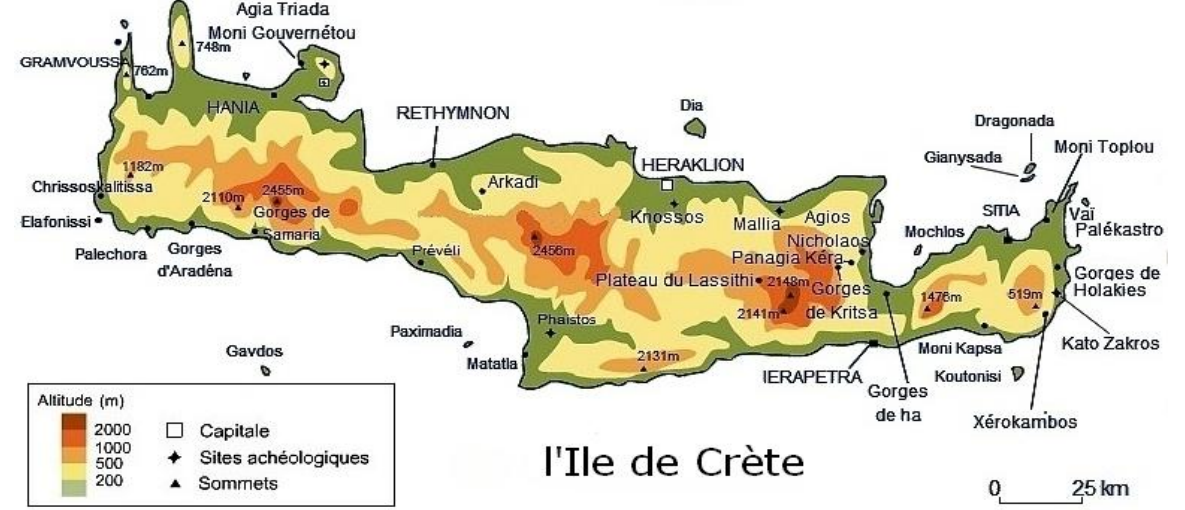 Agia Triada
Moni Gouvernétou
748m
GRAMVOUSSA
762m
HANIA
RETHYMNON
Dia
Dragonada
Gianysada
Moni Toplou
HERAKLION
1182m
Chrissoskalitissa
2110m
2455m
Gorges de
Samaria
Arkadi
Knossos
Mallia
Agios
Nicholaos
SITIA
Vaï
Palékastro
Mochlos
Elafonissi
Palechora
Gorges
d'Aradéna
Prévéli
2456m
Panagia Kéra
Plateau du Lassithi
2148m
Gorges
de Kritsa
2141m
1476m
519m
Gorges de
Holakies
Phaistos
Paximadia
Matatla
Gavdos
2131m
IERAPETRA
Gorges
de ha
Moni Kapsa
Koutonisi
Kato Zakros
Xérokambos
Altitude (m)
2000
1000
500
200
Capitale
Sites achéologiques
Sommets
l'Ile de Crète
0 25 km